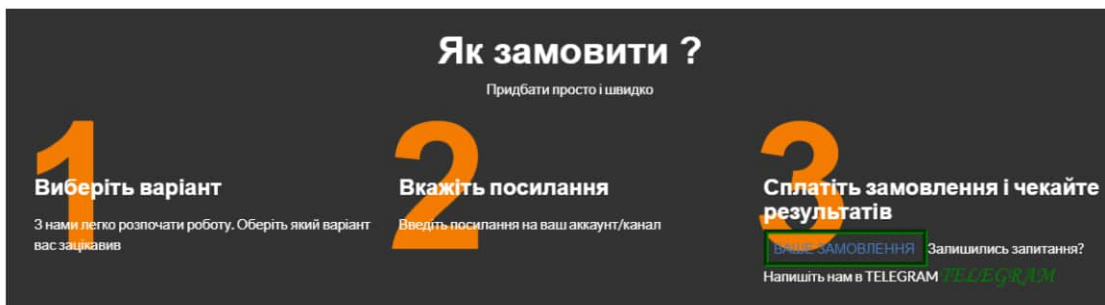 Як замовити ?
Придбати просто і швидко
1
Виберіть варіант
З нами легко розпочати роботу. Оберіть який варіант
вас зацікавив
2
Вкажіть посилання
Введіть посилання на ваш аккаунт/канал
3
Сплатіть замовлення і чекайте
результатів
ВАШЕ ЗАМОВЛЕННЯ Залишились запитання?
Напишіть нам в TELEGRAM TELEGRAM